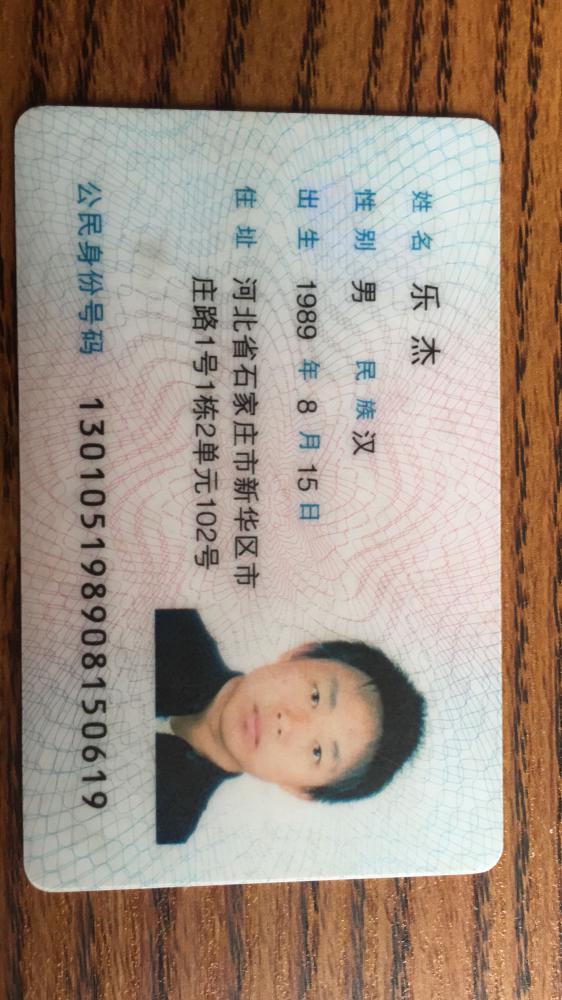 姓名 乐杰
性别 男 民族 汉
出生 1989 年 8 月 15 日
住址 河北省石家庄市新华区市
庄路1号1栋2单元102号
公民身份号码 130105198908150619